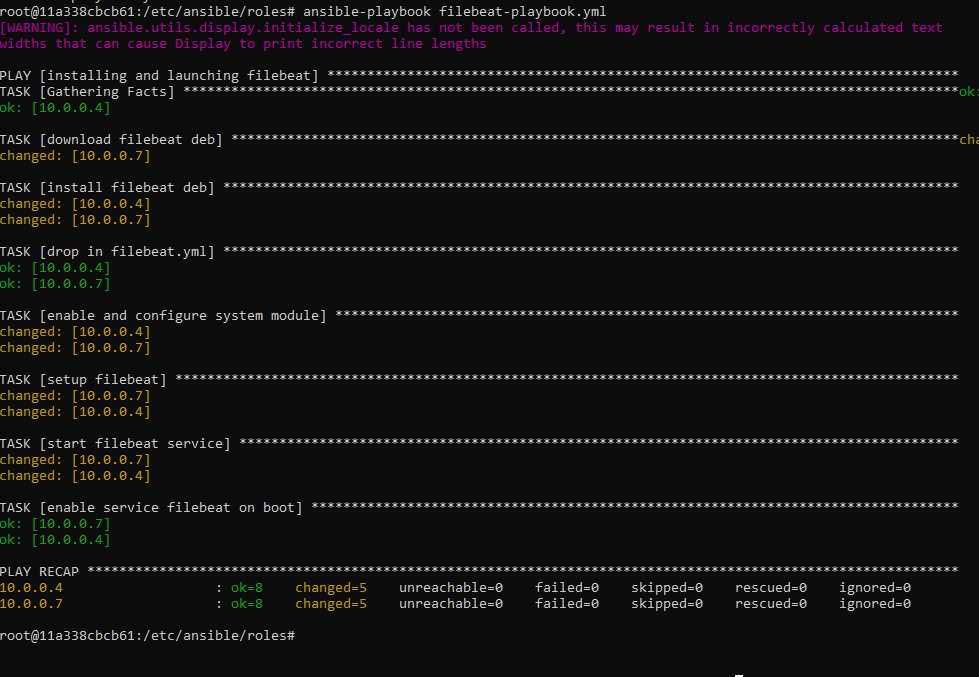 root@11a338cbcb61:/etc/ansible/roles# ansible-playbook filebeat-playbook.yml
[WARNING]: ansible.utils.display.initialize_locale has not been called, this may result in incorrectly calculated text
widths that can cause Display to print incorrect line lengths
PLAY [installing and launching filebeat] *******************************************************************************
TASK [Gathering Facts] *************************************************************************************************ok:
ok: [10.0.0.4]
TASK [download filebeat deb] *******************************************************************************************cha
changed: [10.0.0.7]
TASK [install filebeat deb] ********************************************************************************************
changed: [10.0.0.4]
changed: [10.0.0.7]
TASK [drop in filebeat.yml] ********************************************************************************************
ok: [10.0.0.4]
ok: [10.0.0.7]
TASK [enable and configure system module] ******************************************************************************
changed: [10.0.0.4]
changed: [10.0.0.7]
TASK [setup filebeat] **************************************************************************************************
changed: [10.0.0.7]
changed: [10.0.0.4]
TASK [start filebeat service] ******************************************************************************************
changed: [10.0.0.7]
changed: [10.0.0.4]
TASK [enable service filebeat on boot] *********************************************************************************
ok: [10.0.0.7]
ok: [10.0.0.4]
PLAY RECAP *************************************************************************************************************
10.0.0.4                   : ok=8    changed=5    unreachable=0    failed=0    skipped=0    rescued=0    ignored=0
10.0.0.7                   : ok=8    changed=5    unreachable=0    failed=0    skipped=0    rescued=0    ignored=0
root@11a338cbcb61:/etc/ansible/roles#